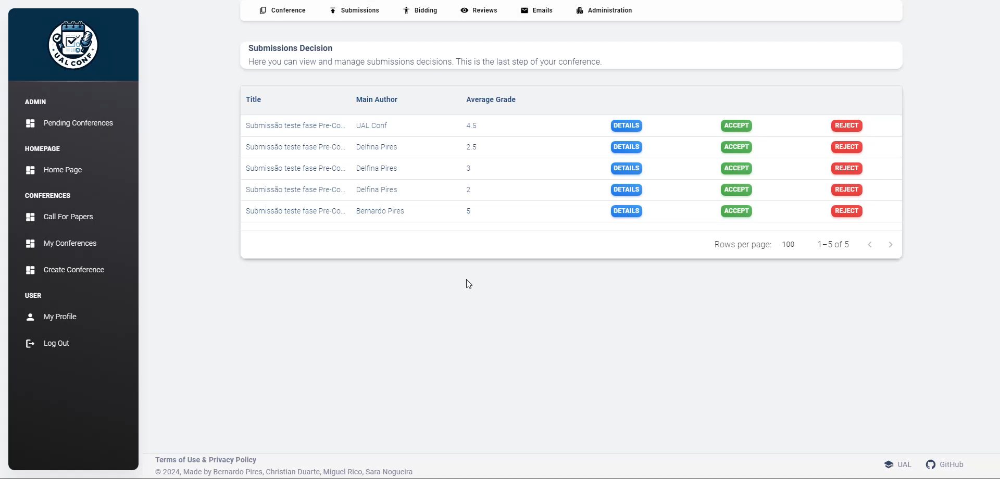 Conference Submissions Bidding Reviews Emails Administration
UAL CONF
ADMIN
Pending Conferences
HOMEPAGE
Home Page
CONFERENCES
Call For Papers
My Conferences
Create Conference
USER
My Profile
Log Out
Submissions Decision
Here you can view and manage submissions decisions. This is the last step of your conference.
Title Main Author Average Grade
Submissão teste fase Pre-Co... UAL Conf 4.5 DETAILS ACCEPT REJECT
Submissão teste fase Pre-Co... Delfina Pires 2.5 DETAILS ACCEPT REJECT
Submissão teste fase Pre-Co... Delfina Pires 3 DETAILS ACCEPT REJECT
Submissão teste fase Pre-Co... Delfina Pires 2 DETAILS ACCEPT REJECT
Submissão teste fase Pre-Co... Bernardo Pires 5 DETAILS ACCEPT REJECT
Rows per page: 100 1–5 of 5
Terms of Use & Privacy Policy
© 2024, Made by Bernardo Pires, Christian Duarte, Miguel Rico, Sara Nogueira
UAL GitHub